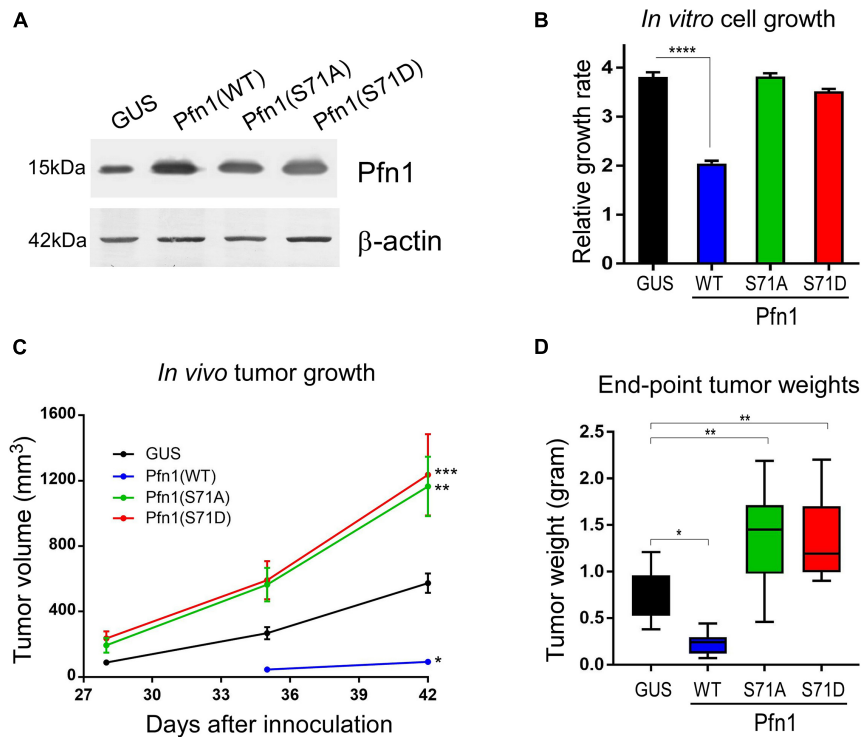 A
GUS
Pfn1(WT)
Pfn1(S71A)
Pfn1(S71D)
15kDa
Pfn1
42kDa
β-actin
B
In vitro cell growth
Relative growth rate
4
3
2
1
0
****
GUS
WT
S71A
S71D
Pfn1
C
In vivo tumor growth
Tumor volume (mm³)
1600
1200
800
400
0
GUS
Pfn1(WT)
Pfn1(S71A)
Pfn1(S71D)
***
**
*
27
30
33
36
39
42
Days after innoculation
D
End-point tumor weights
Tumor weight (gram)
2.5
2.0
1.5
1.0
0.5
0.0
**
**
*
GUS
WT
S71A
S71D
Pfn1